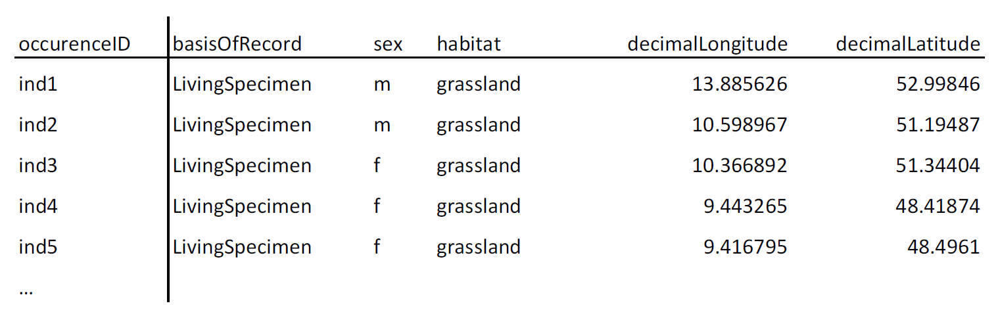 occurenceID basisOfRecord sex habitat decimalLongitude decimalLatitude
ind1 LivingSpecimen m grassland 13.885626 52.99846
ind2 LivingSpecimen m grassland 10.598967 51.19487
ind3 LivingSpecimen f grassland 10.366892 51.34404
ind4 LivingSpecimen f grassland 9.443265 48.41874
ind5 LivingSpecimen f grassland 9.416795 48.4961
...